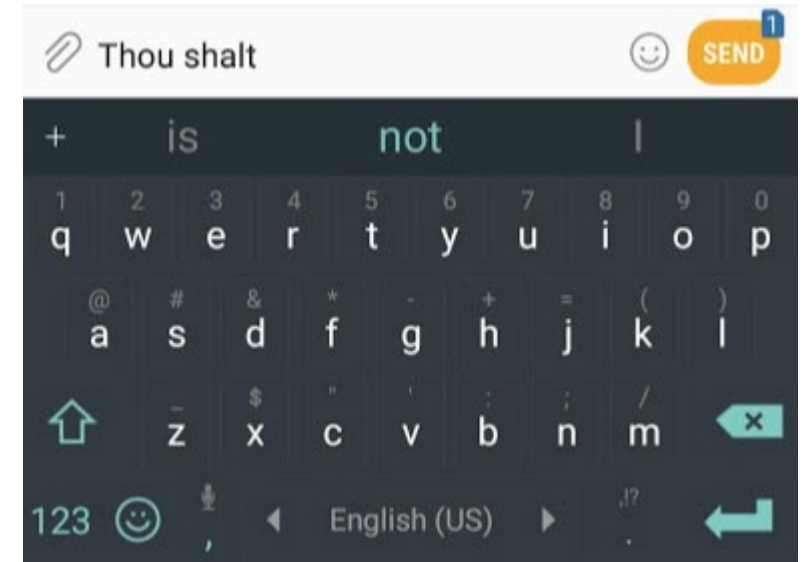 1
Thou shalt SEND
+ is not I
1 2 3 4 5 6 7 8 9 0
q w e r t y u i o p
@ # & * - + = ( )
a s d f g h j k l
_ $ " ' : ; /
z x c v b n m
,!?
123 , English (US) .